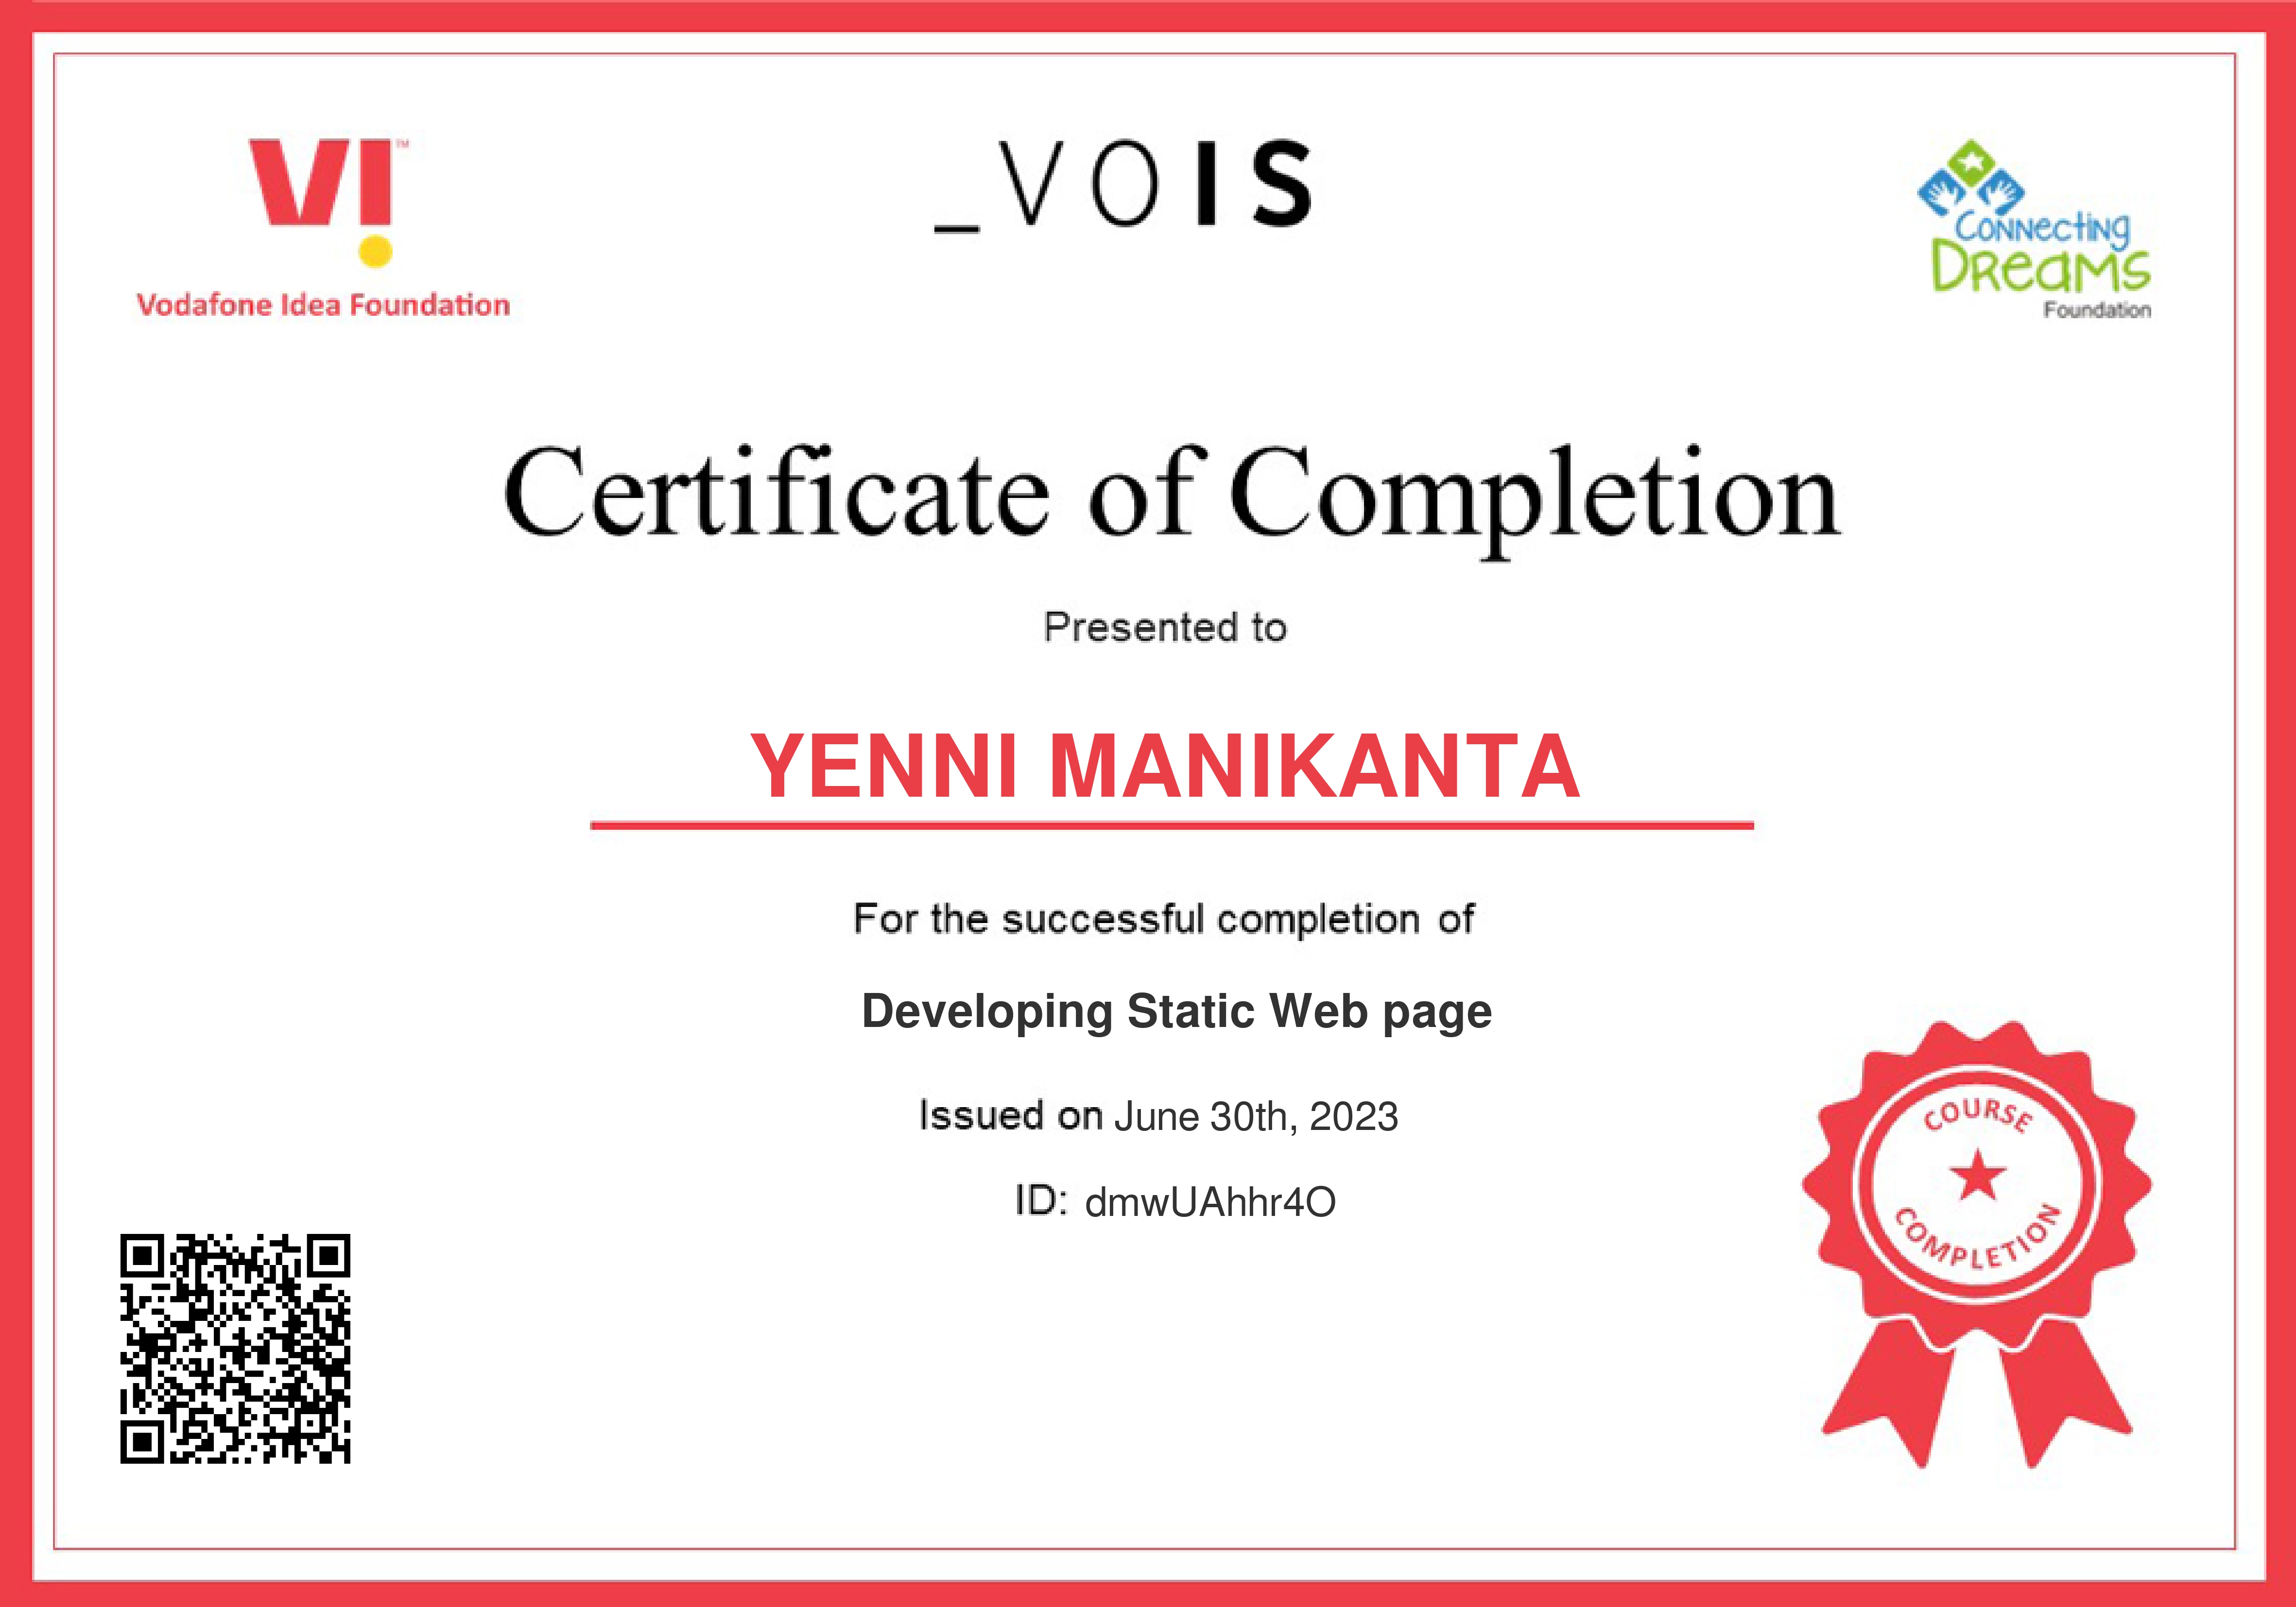 VI™
Vodafone Idea Foundation
_VOIS
Connecting
Dreams
Foundation
Certificate of Completion
Presented to
YENNI MANIKANTA
For the successful completion of
Developing Static Web page
Issued on June 30th, 2023
ID: dmwUAhhr4O
COURSE
COMPLETION